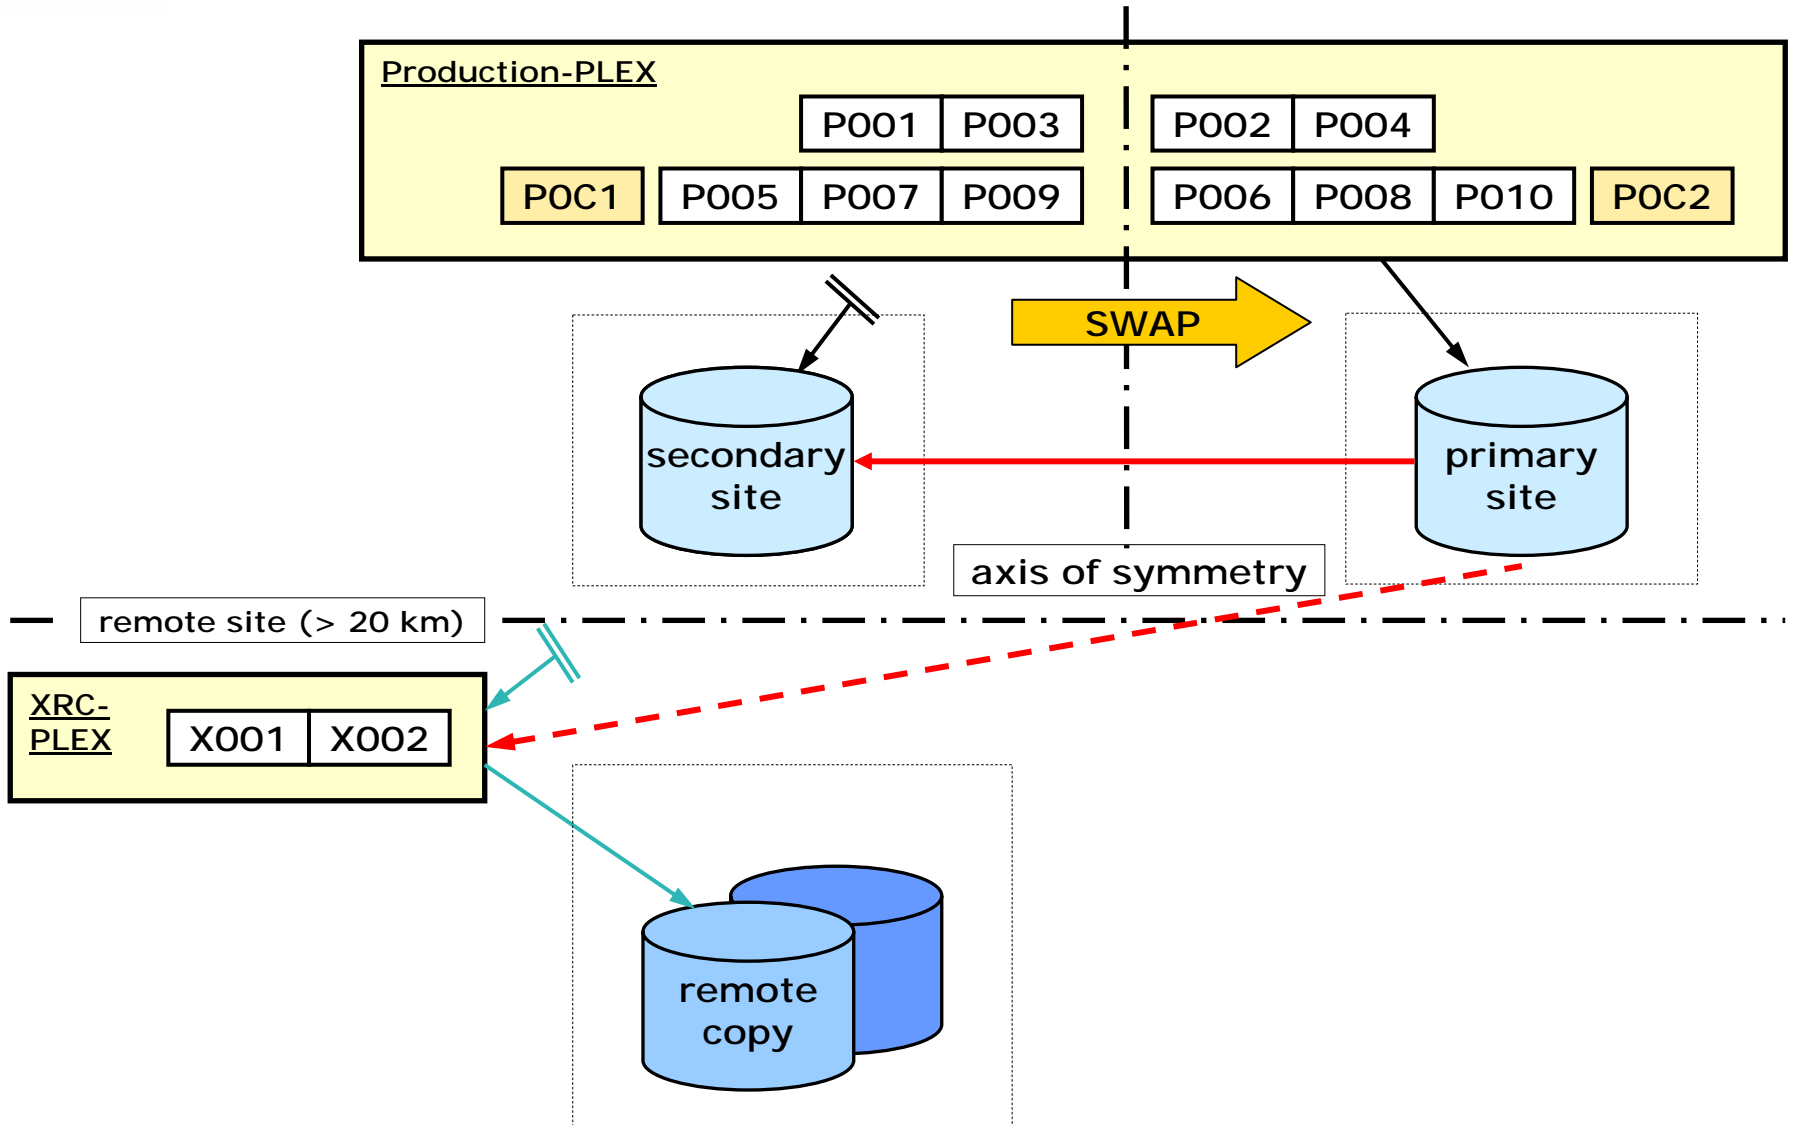 Production-PLEX
P001 P003 P002 P004
P0C1 P005 P007 P009 P006 P008 P010 P0C2
SWAP
secondary
site
primary
site
axis of symmetry
remote site (> 20 km)
XRC-
PLEX
X001 X002
remote
copy